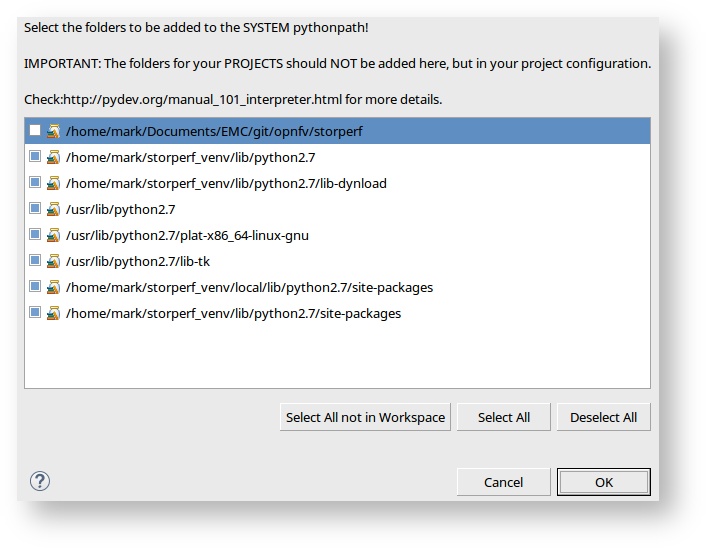 Select the folders to be added to the SYSTEM pythonpath!
IMPORTANT: The folders for your PROJECTS should NOT be added here, but in your project configuration.
Check:http://pydev.org/manual_101_interpreter.html for more details.
/home/mark/Documents/EMC/git/opnfv/storperf
/home/mark/storperf_venv/lib/python2.7
/home/mark/storperf_venv/lib/python2.7/lib-dynload
/usr/lib/python2.7
/usr/lib/python2.7/plat-x86_64-linux-gnu
/usr/lib/python2.7/lib-tk
/home/mark/storperf_venv/local/lib/python2.7/site-packages
/home/mark/storperf_venv/lib/python2.7/site-packages
Select All not in Workspace
Select All
Deselect All
?
Cancel
OK